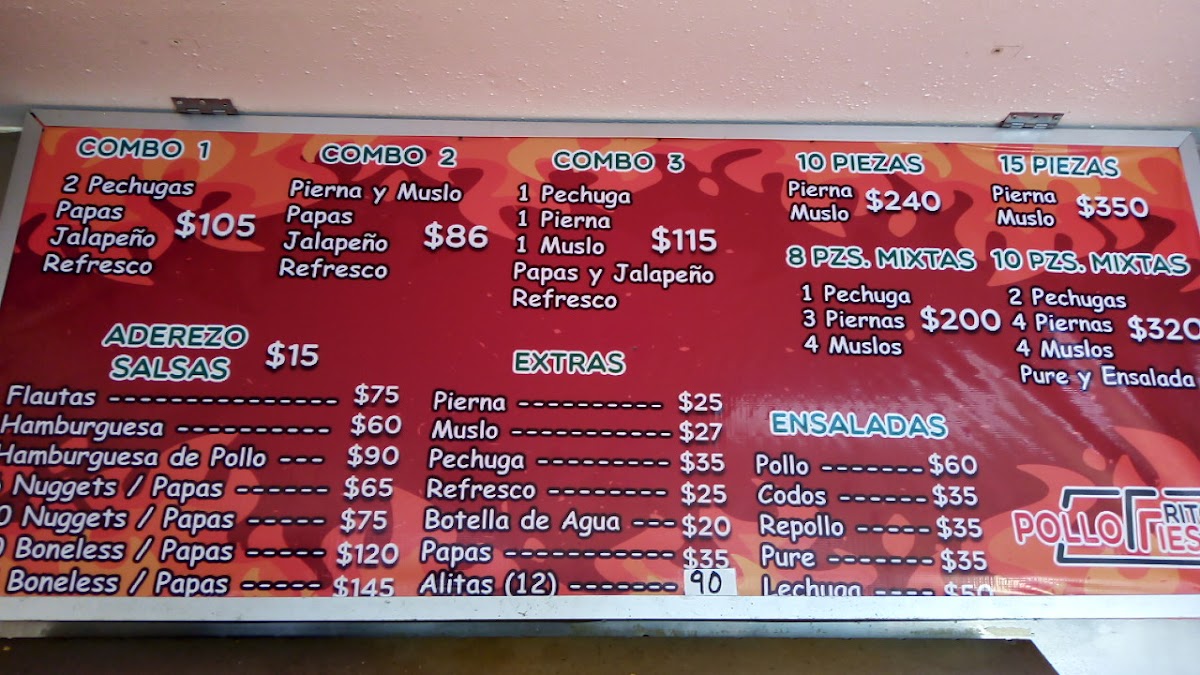 COMBO 1
2 Pechugas
Papas
Jalapeño
Refresco
$105
COMBO 2
Pierna y Muslo
Papas
Jalapeño
Refresco
$86
COMBO 3
1 Pechuga
1 Pierna
1 Muslo
Papas y Jalapeño
Refresco
$115
10 PIEZAS
Pierna
Muslo
$240
15 PIEZAS
Pierna
Muslo
$350
8 PZS. MIXTAS
1 Pechuga
3 Piernas
4 Muslos
$200
10 PZS. MIXTAS
2 Pechugas
4 Piernas
4 Muslos
Pure y Ensalada
$320
ADEREZO
SALSAS
$15
Flautas ---------------- $75
Hamburguesa ---------- $60
Hamburguesa de Pollo --- $90
Nuggets / Papas ------ $65
Nuggets / Papas ----- $75
Boneless / Papas ----- $120
Boneless / Papas ----- $145
EXTRAS
Pierna ---------- $25
Muslo ----------- $27
Pechuga --------- $35
Refresco -------- $25
Botella de Agua --- $20
Papas ----------- $35
Alitas (12) ------- 90
ENSALADAS
Pollo ------- $60
Codos ------ $35
Repollo ----- $35
Pure ------- $35
Lechuga ---- $50
POLLO